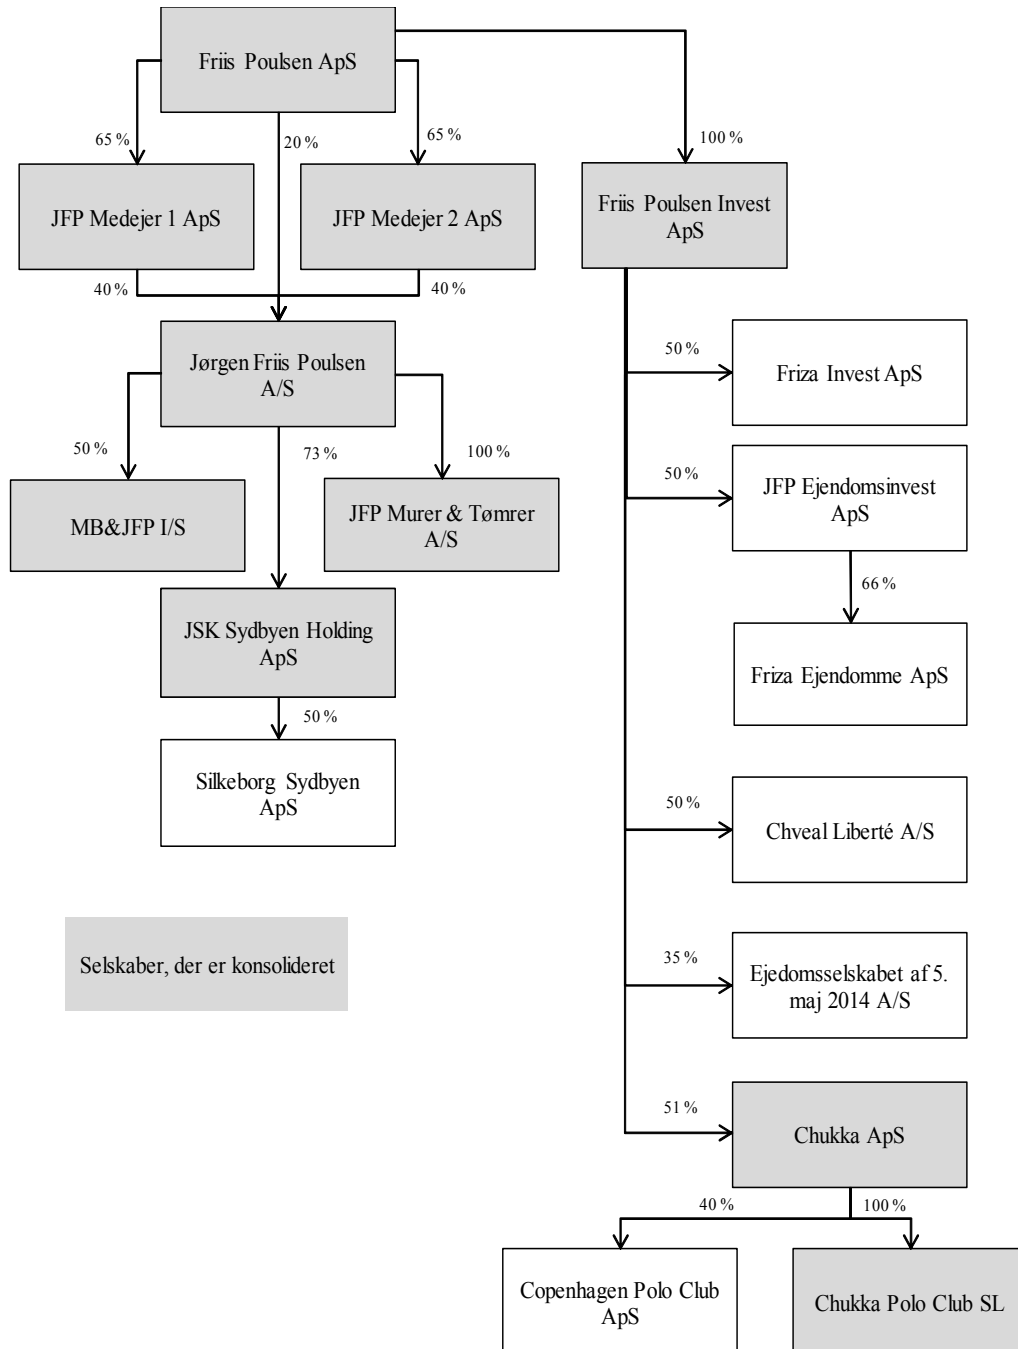 Friis Poulsen ApS
65 %
20 %
65 %
100 %
JFP Medejer 1 ApS
JFP Medejer 2 ApS
Friis Poulsen Invest
ApS
40 %
40 %
Jørgen Friis Poulsen
A/S
50 %
Friza Invest ApS
50 %
73 %
100 %
50 %
JFP Ejendomsinvest
ApS
MB&JFP I/S
JFP Murer & Tømrer
A/S
66 %
JSK Sydbyen Holding
ApS
Friza Ejendomme ApS
50 %
Silkeborg Sydbyen
ApS
50 %
Chveal Liberté A/S
Selskaber, der er konsolideret
35 %
Ejedomsselskabet af 5.
maj 2014 A/S
51 %
Chukka ApS
40 %
100 %
Copenhagen Polo Club
ApS
Chukka Polo Club SL